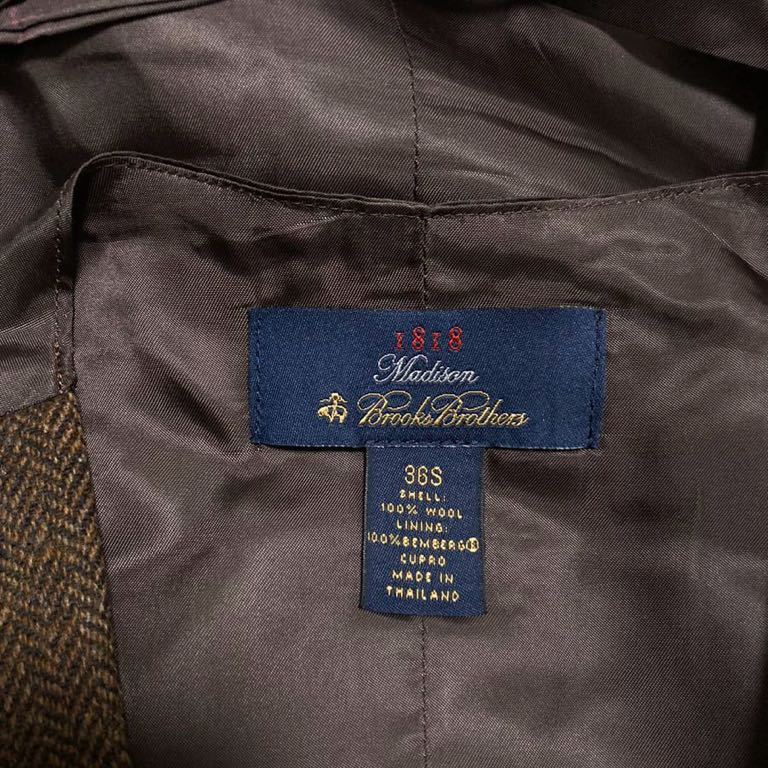 1818
Madison
Brooks Brothers
36S
SHELL:
100% WOOL
LINING:
100%BEMBERG®
CUPRO
MADE IN
THAILAND